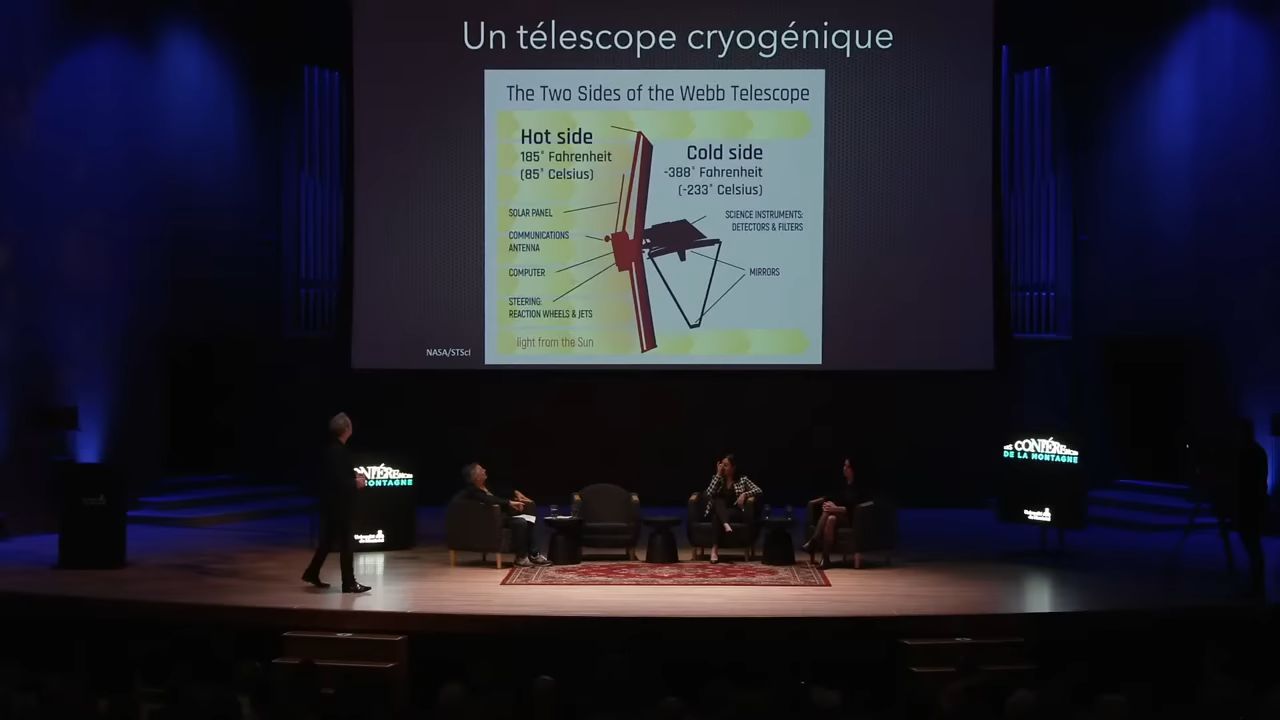 Un télescope cryogénique
The Two Sides of the Webb Telescope
Hot side
185° Fahrenheit
(85° Celsius)
Cold side
-388° Fahrenheit
(-233° Celsius)
SOLAR PANEL
COMMUNICATIONS
ANTENNA
COMPUTER
STEERING:
REACTION WHEELS & JETS
light from the Sun
SCIENCE INSTRUMENTS:
DETECTORS & FILTERS
MIRRORS
NASA/STScI
DE LA MONTAGNE